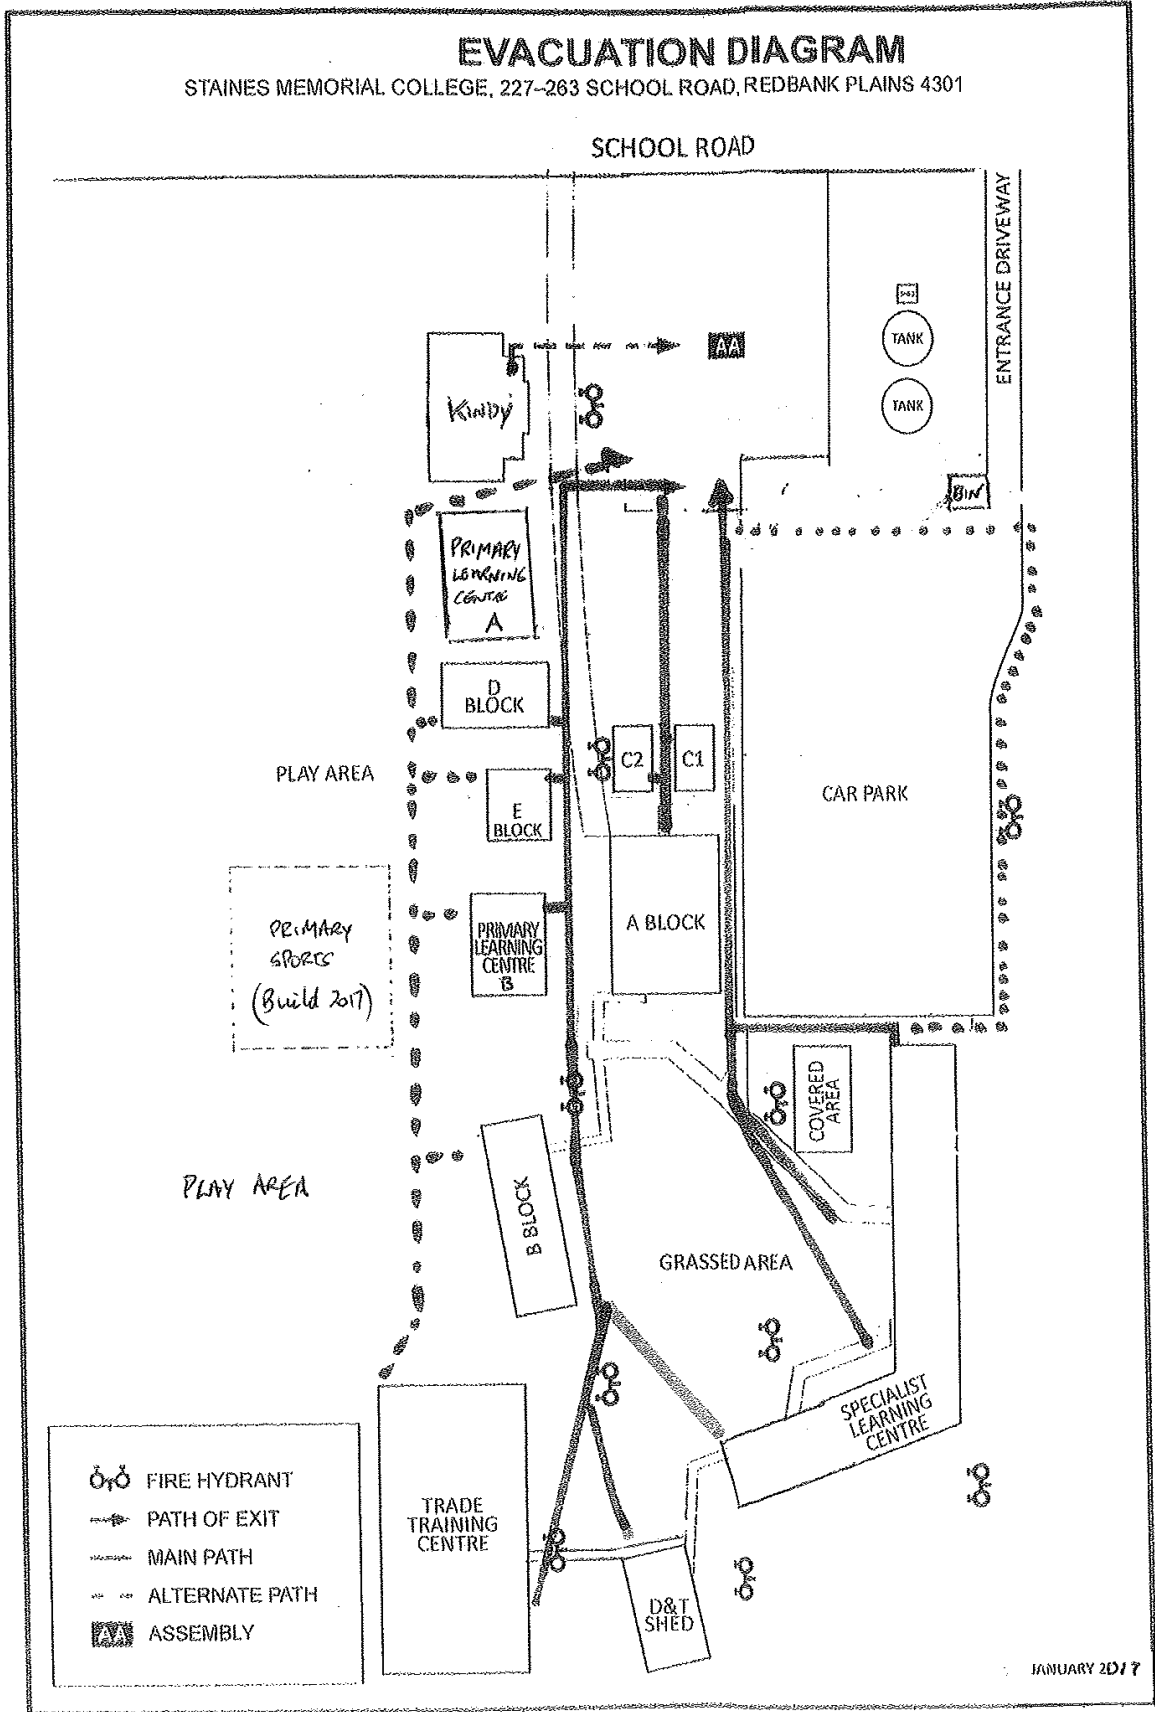 EVACUATION DIAGRAM
STAINES MEMORIAL COLLEGE, 227–263 SCHOOL ROAD, REDBANK PLAINS 4301
SCHOOL ROAD
ENTRANCE DRIVEWAY
TANK
AA
TANK
KINDY
BIN
PRIMARY
LEARNING
CENTRE
A
D
BLOCK
C2
C1
PLAY AREA
CAR PARK
E
BLOCK
A BLOCK
PRIMARY
SPORTS
(Build 2017)
PRIMARY
LEARNING
CENTRE
B
COVERED
AREA
PLAY AREA
B BLOCK
GRASSED AREA
SPECIALIST
LEARNING
CENTRE
TRADE
TRAINING
CENTRE
D&T
SHED
FIRE HYDRANT
PATH OF EXIT
MAIN PATH
ALTERNATE PATH
AA ASSEMBLY
JANUARY 2017